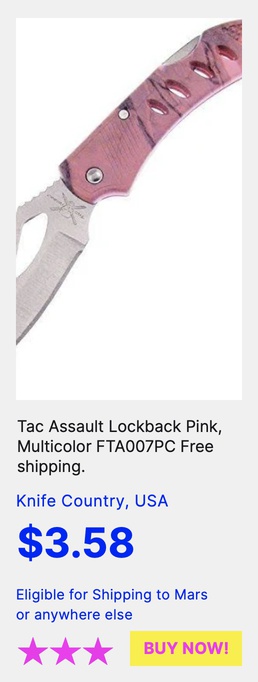 Tac Assault Lockback Pink,
Multicolor FTA007PC Free
shipping.
Knife Country, USA
$3.58
Eligible for Shipping to Mars
or anywhere else
BUY NOW!